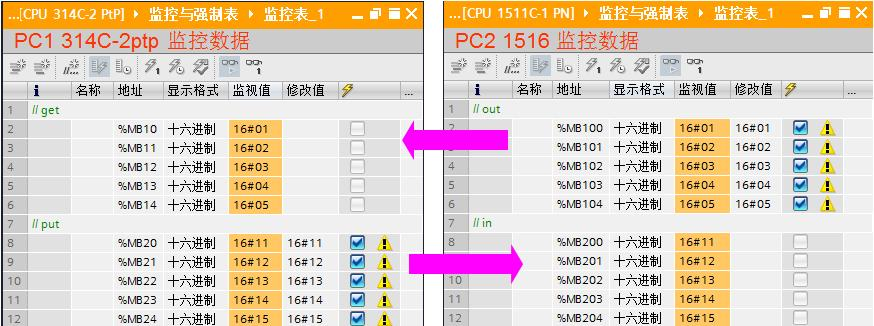 ...[CPU 314C-2 PtP] ▸ 监控与强制表 ▸ 监控表_1
PC1 314C-2ptp 监控数据
i 名称 地址 显示格式 监视值 修改值 ...
1 // get
2 %MB10 十六进制 16#01
3 %MB11 十六进制 16#02
4 %MB12 十六进制 16#03
5 %MB13 十六进制 16#04
6 %MB14 十六进制 16#05
7 // put
8 %MB20 十六进制 16#11 16#11
9 %MB21 十六进制 16#12 16#12
10 %MB22 十六进制 16#13 16#13
11 %MB23 十六进制 16#14 16#14
12 %MB24 十六进制 16#15 16#15
...[CPU 1511C-1 PN] ▸ 监控与强制表 ▸ 监控表_1
PC2 1516 监控数据
i 名称 地址 显示格式 监视值 修改值 ...
1 // out
2 %MB100 十六进制 16#01 16#01
3 %MB101 十六进制 16#02 16#02
4 %MB102 十六进制 16#03 16#03
5 %MB103 十六进制 16#04 16#04
6 %MB104 十六进制 16#05 16#05
7 // in
8 %MB200 十六进制 16#11
%MB201 十六进制 16#12
10 %MB202 十六进制 16#13
11 %MB203 十六进制 16#14
12 %MB204 十六进制 16#15